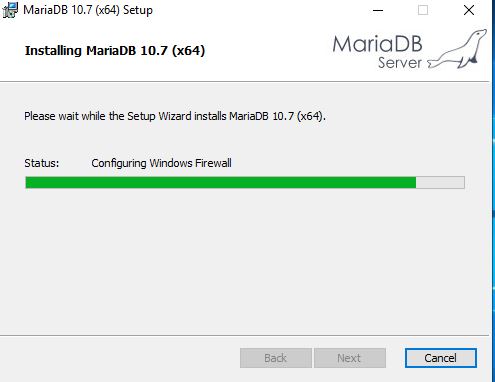 MariaDB 10.7 (x64) Setup
Installing MariaDB 10.7 (x64)
MariaDB
Server
Please wait while the Setup Wizard installs MariaDB 10.7 (x64).
Status: Configuring Windows Firewall
Back Next Cancel